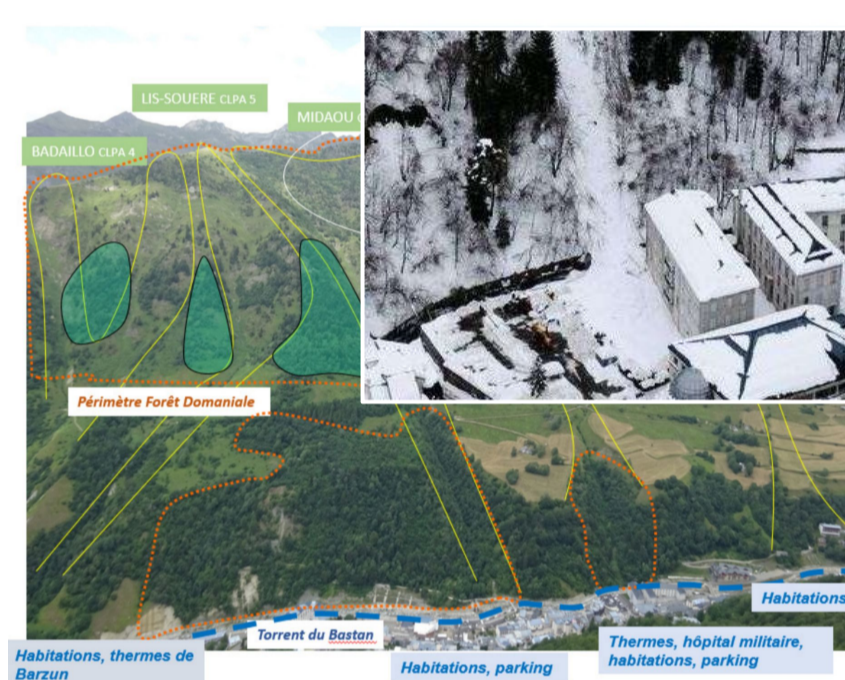 LIS-SOUERE CLPA 5
MIDAOU
BADAILLO CLPA 4
Périmètre Forêt Domaniale
Habitations
Torrent du Bastan
Thermes, hôpital militaire,
habitations, parking
Habitations, thermes de
Barzun
Habitations, parking